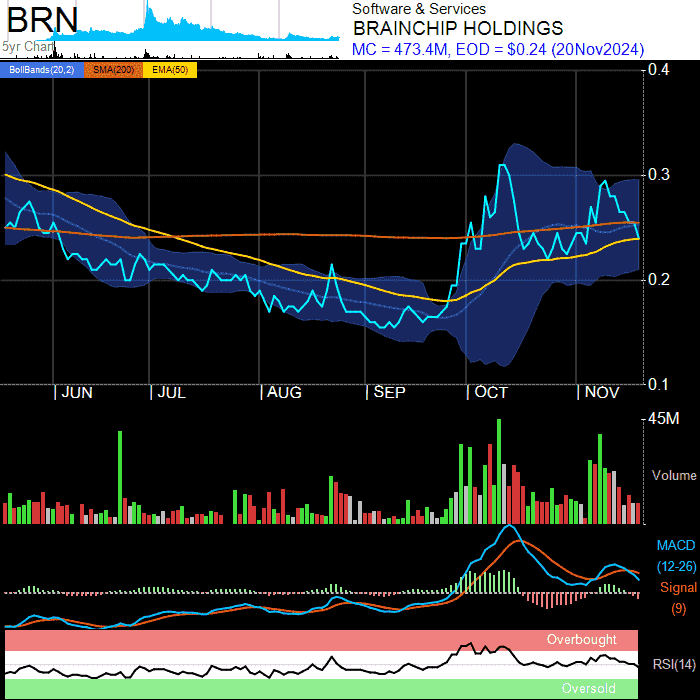 BRN
5yr Chart
Software & Services
BRAINCHIP HOLDINGS
MC = 473.4M, EOD = $0.24 (20Nov2024)
BollBands(20,2) SMA(200) EMA(50)
0.4
0.3
0.2
0.1
JUN JUL AUG SEP OCT NOV
45M
Volume
MACD
(12-26)
Signal
(9)
Overbought
RSI(14)
Oversold